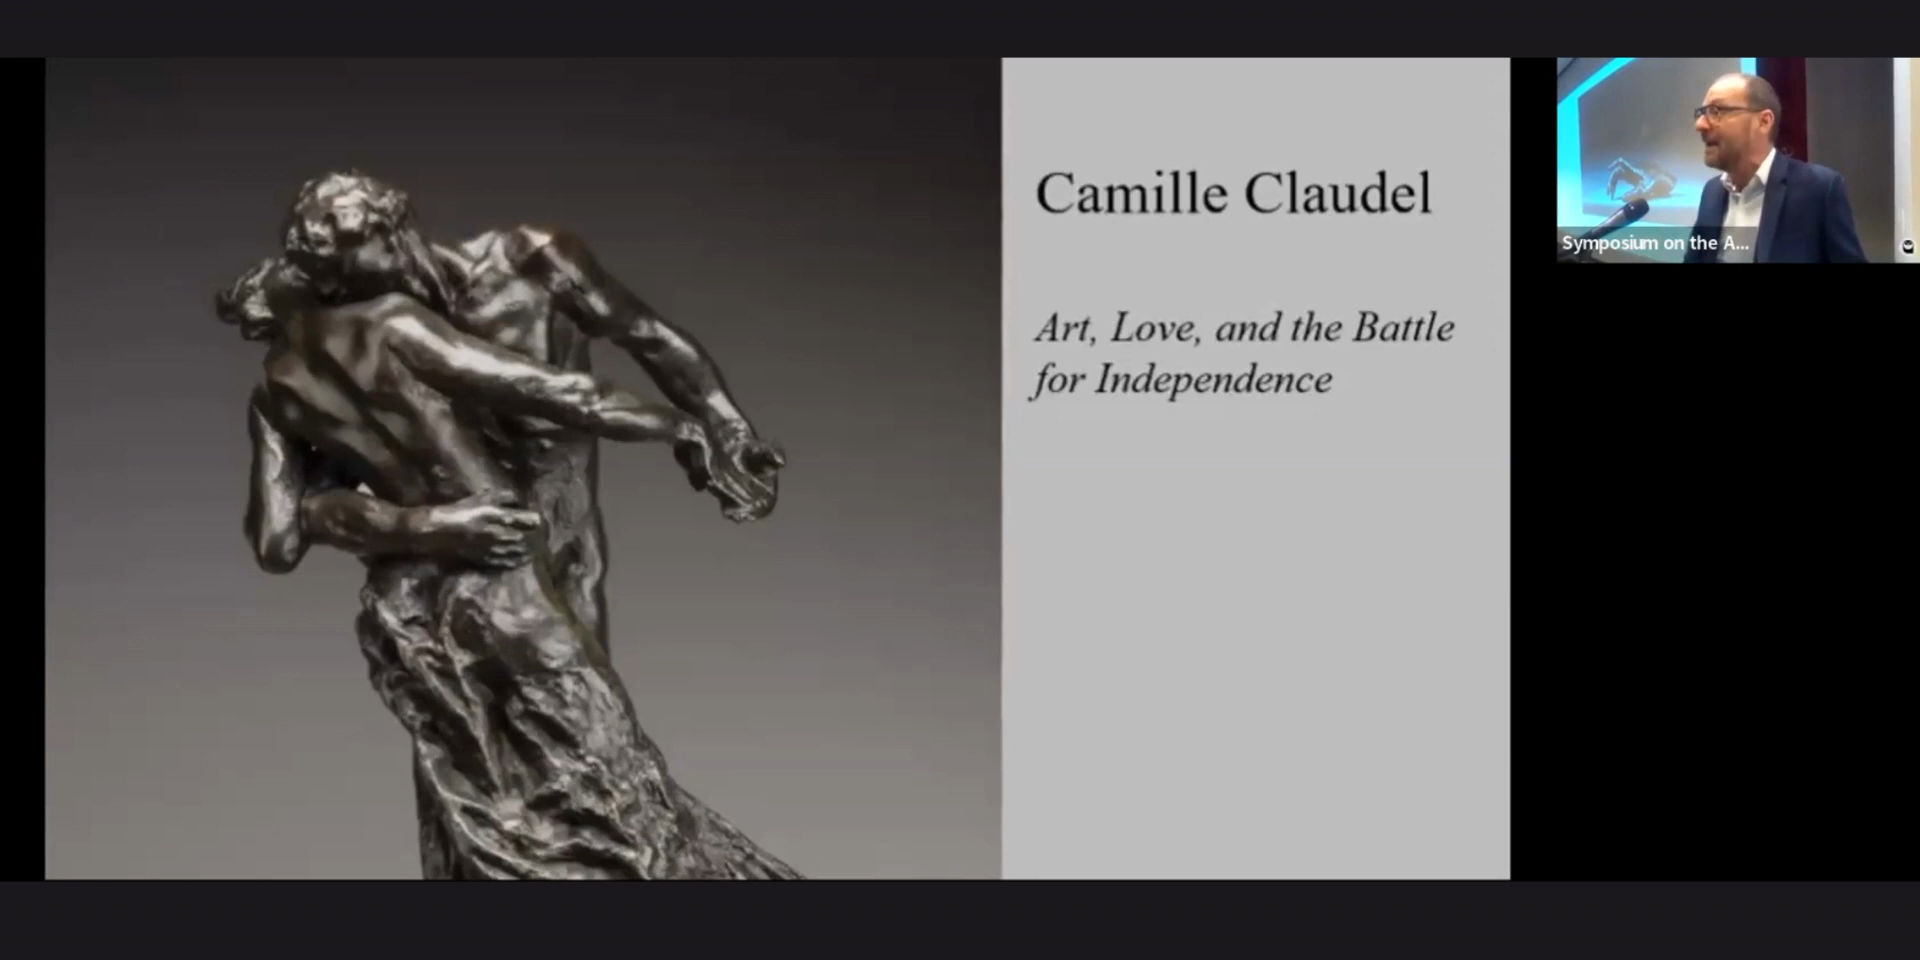 Camille Claudel
Art, Love, and the Battle
for Independence
Symposium on the A...